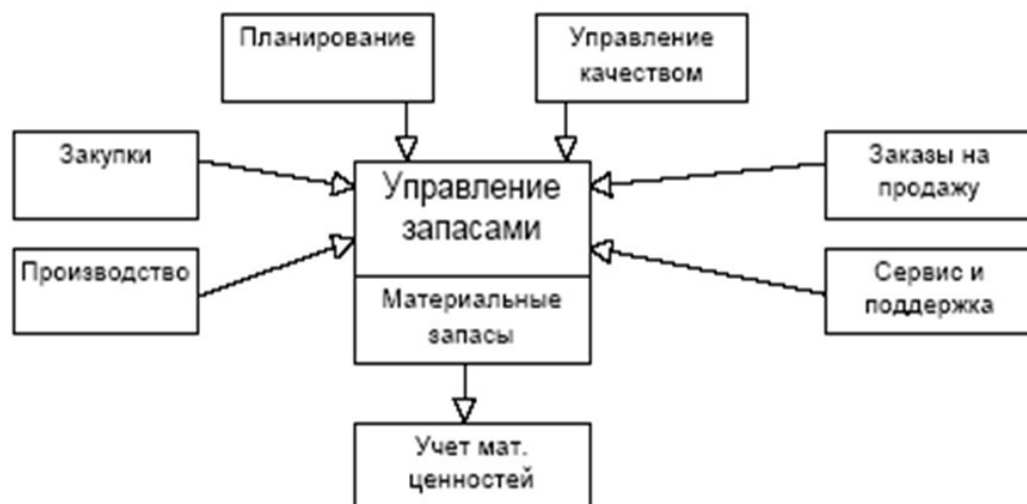 Планирование
Управление
качеством
Закупки
Управление
запасами
Заказы на
продажу
Производство
Материальные
запасы
Сервис и
поддержка
Учет мат.
ценностей